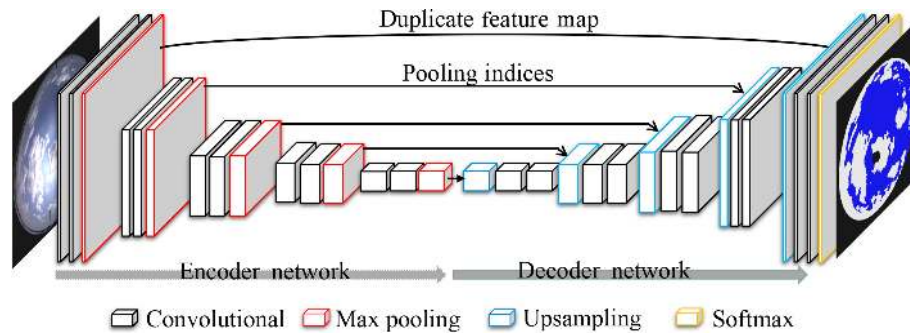 Duplicate feature map
Pooling indices
Encoder network
Decoder network
Convolutional
Max pooling
Upsampling
Softmax